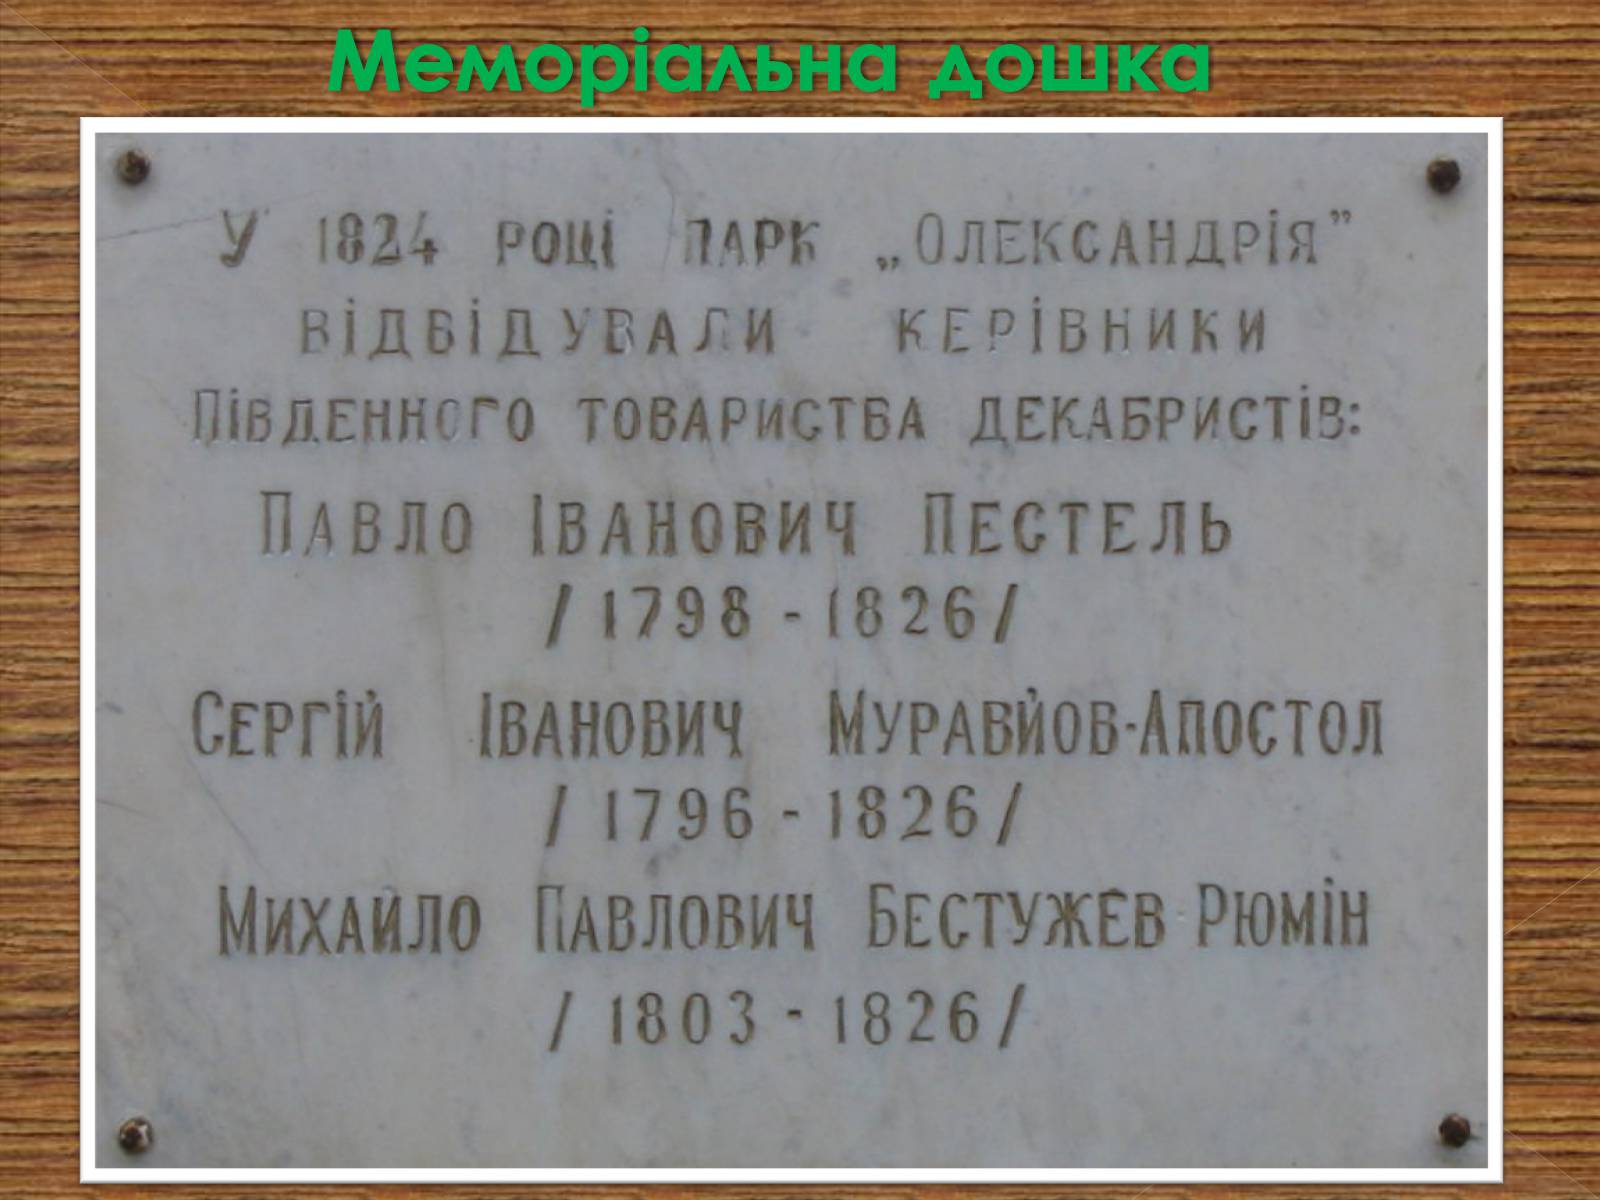 Меморіальна дошка
У 1824 РОЦІ ПАРК „ОЛЕКСАНДРІЯ”
ВІДВІДУВАЛИ КЕРІВНИКИ
ПІВДЕННОГО ТОВАРИСТВА ДЕКАБРИСТІВ:
ПАВЛО ІВАНОВИЧ ПЕСТЕЛЬ
/ 1798 - 1826 /
СЕРГІЙ ІВАНОВИЧ МУРАВЙОВ-АПОСТОЛ
/ 1796 - 1826 /
МИХАЙЛО ПАВЛОВИЧ БЕСТУЖЕВ-РЮМІН
/ 1803 - 1826 /